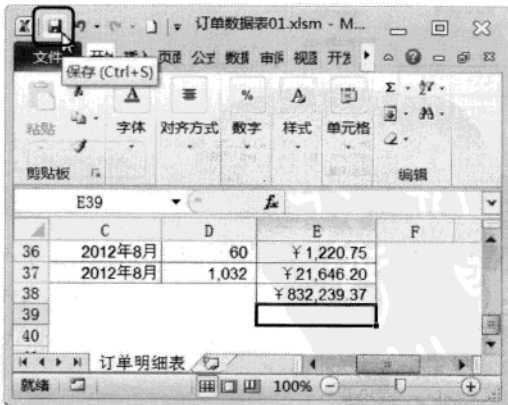 订单数据表01.xlsm - M...
文件 开始 插入 页面 公式 数据 审阅 视图 开发
保存 (Ctrl+S)
粘贴 字体 对齐方式 数字 样式 单元格
剪贴板 编辑
E39 fx
C D E F
36 2012年8月 60 ¥1,220.75
37 2012年8月 1,032 ¥21,646.20
38 ¥832,239.37
39
40
订单明细表
就绪 100%